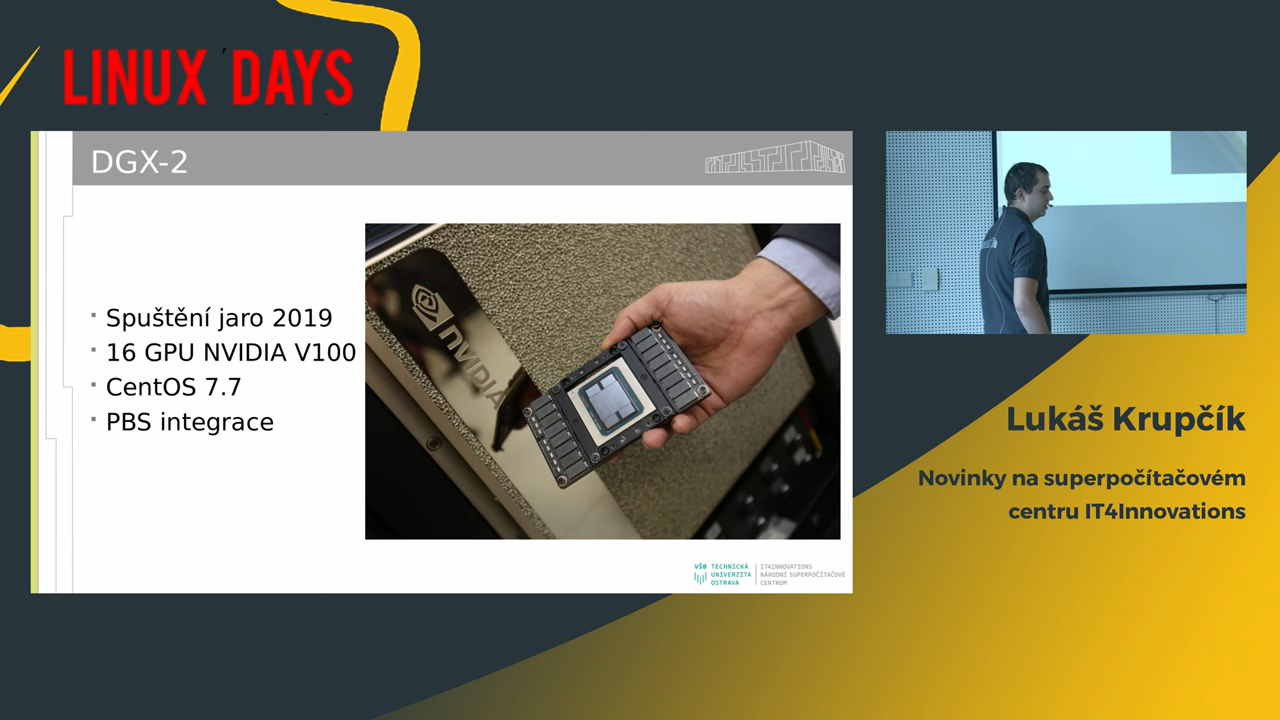 LINUX DAYS
DGX-2
Spuštění jaro 2019
16 GPU NVIDIA V100
CentOS 7.7
PBS integrace
NVIDIA
VŠB TECHNICKÁ
UNIVERZITA
OSTRAVA
IT4INNOVATIONS
NÁRODNÍ SUPERPOČÍTAČOVÉ
CENTRUM
Lukáš Krupčík
Novinky na superpočítačovém
centru IT4Innovations